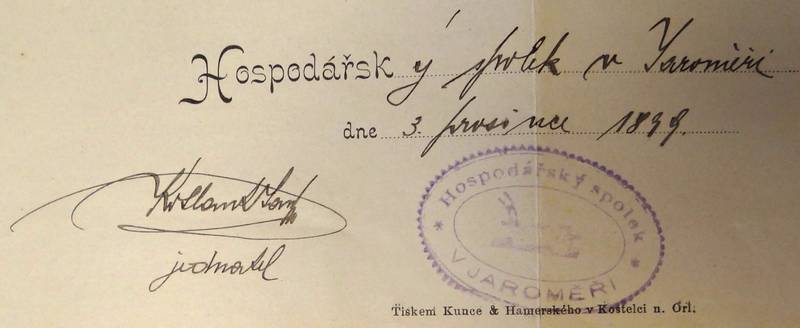 Hospodářský spolek v Jaroměři
dne 3. prosince 1899.
jednatel
* Hospodářský spolek *
V JAROMĚŘI
Tiskem Kunce & Hamerského v Kostelci n. Orl.